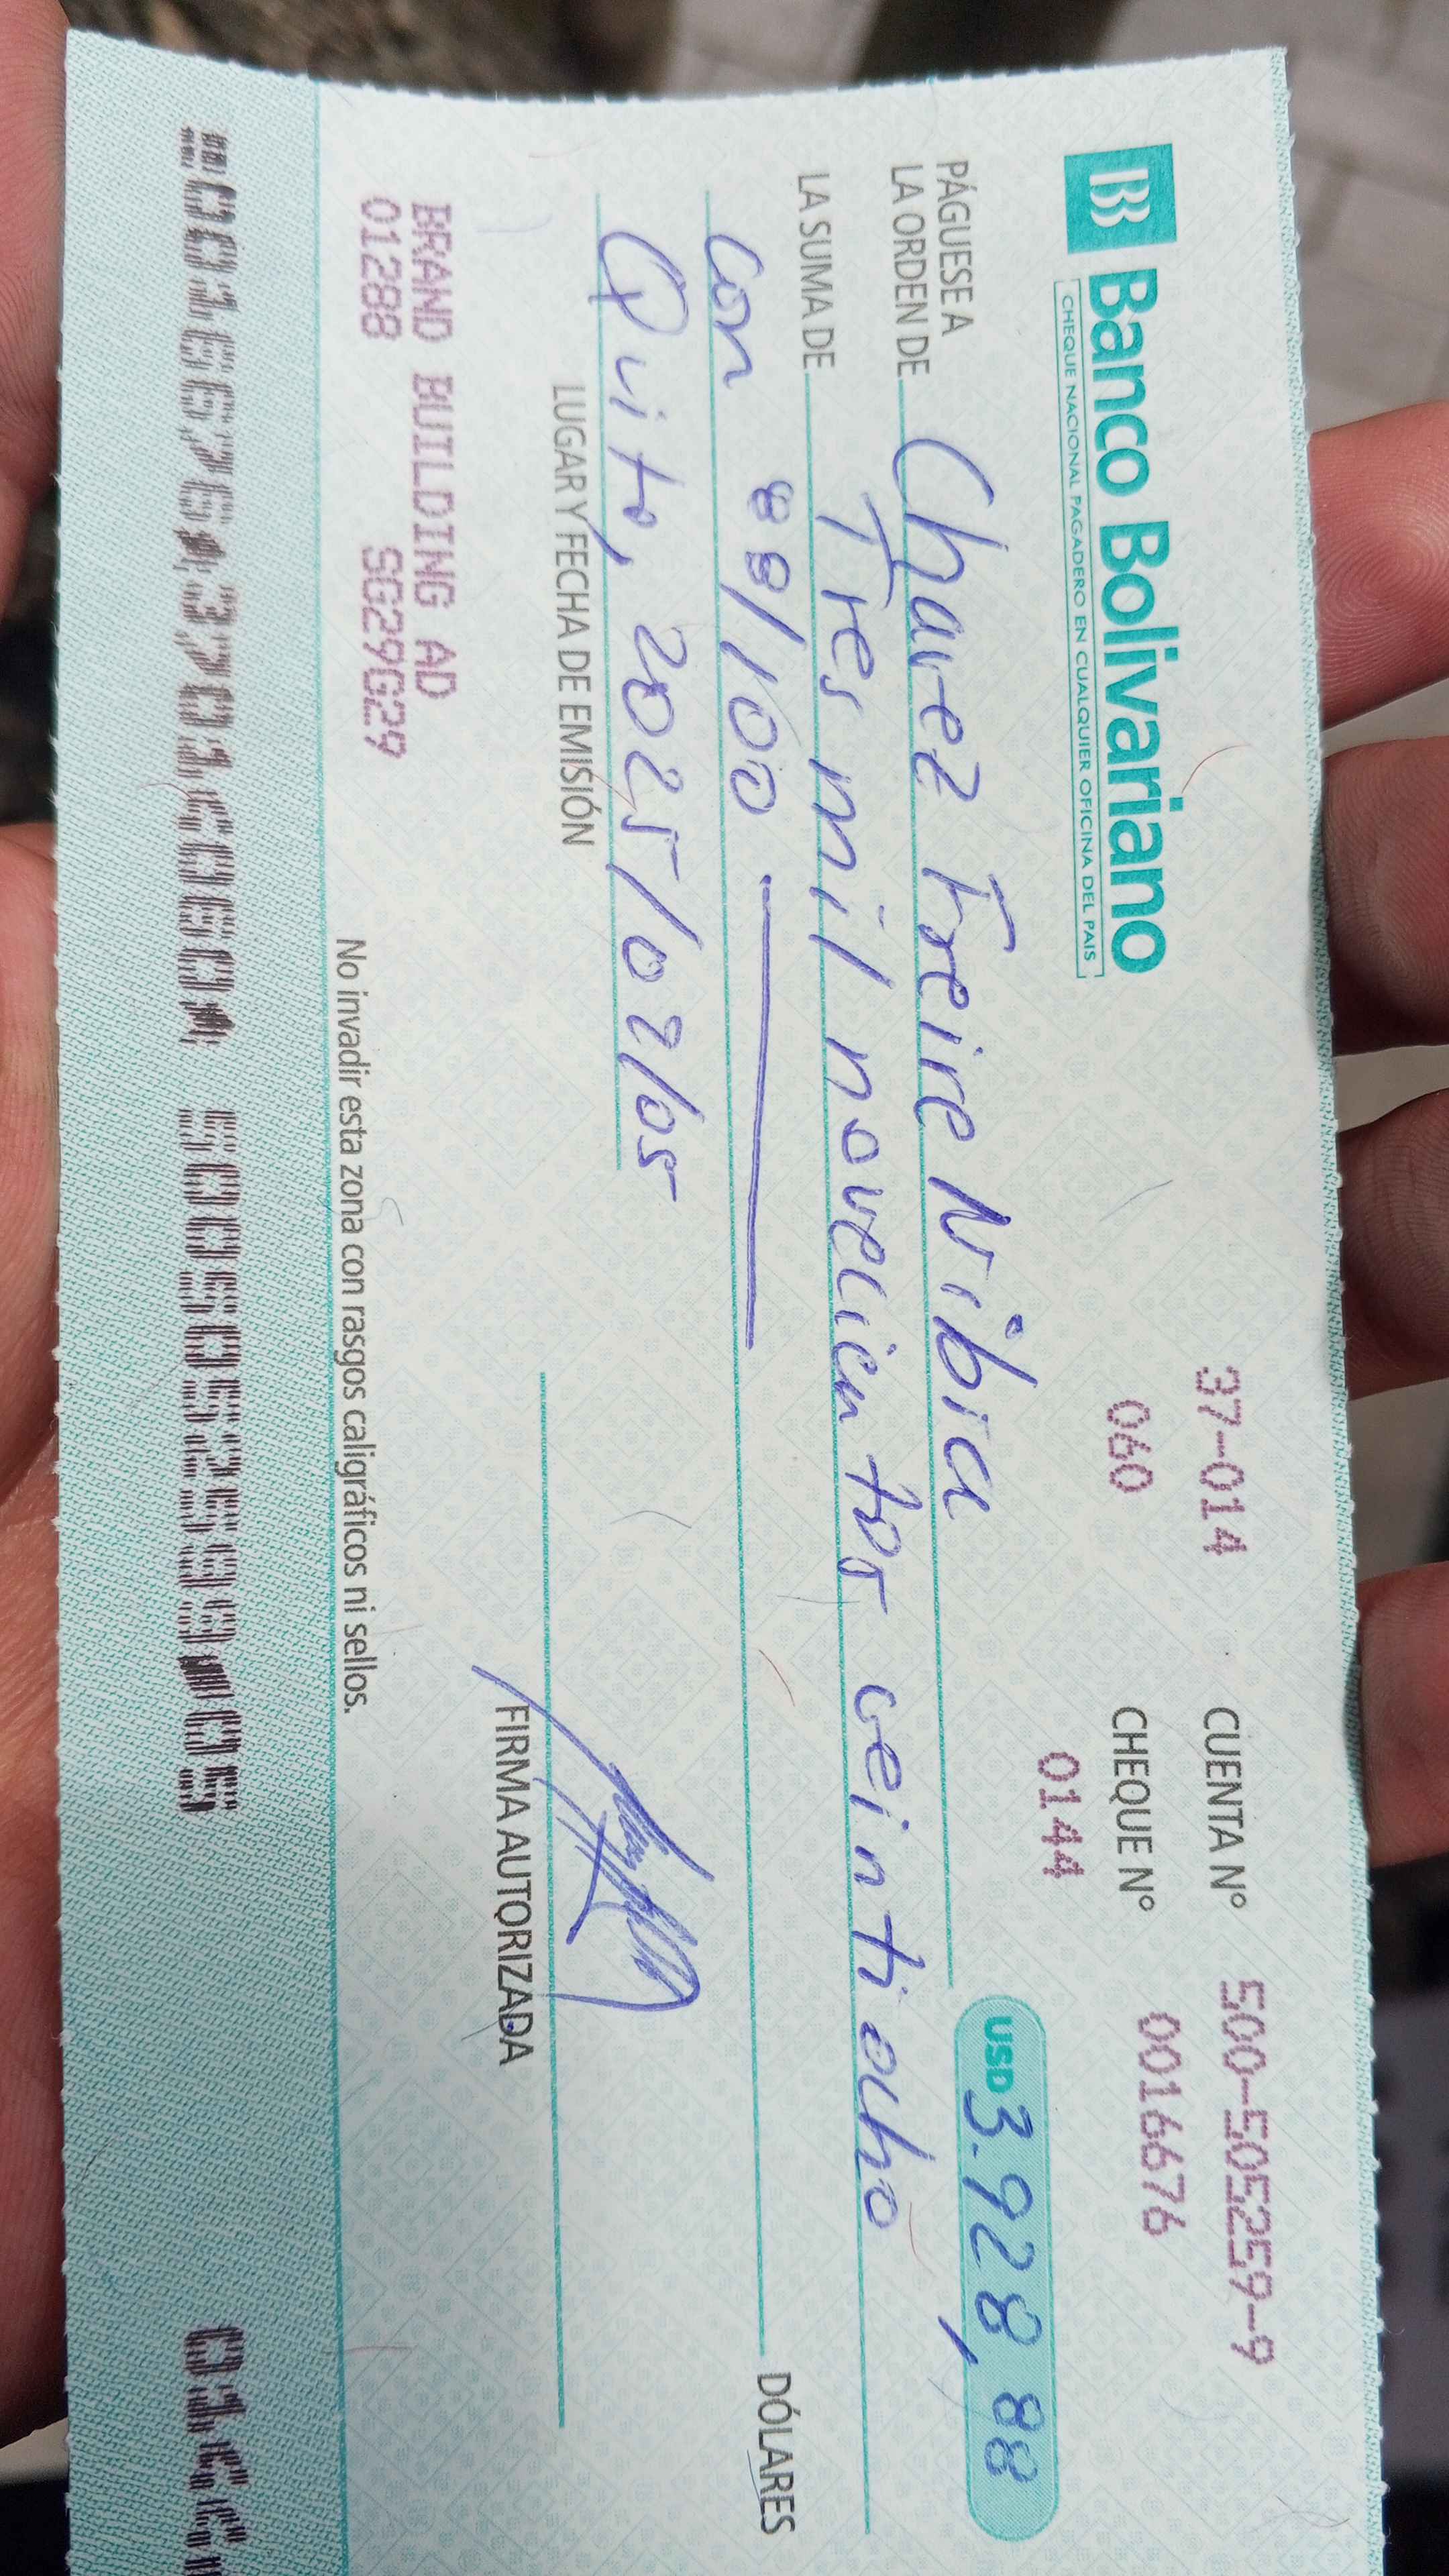 Banco Bolivariano
CHEQUE NACIONAL PAGADERO EN CUALQUIER OFICINA DEL PAIS
37-014 CUENTA N° 500-505259-9
060 CHEQUE N° 0016676
0144
PÁGUESE A
LA ORDEN DE Chavez Freire Nibia USD 3.928,88
LA SUMA DE Tres mil novecientos veintiocho
con 88/100 DÓLARES
Quito, 2025/02/05
LUGAR Y FECHA DE EMISIÓN
FIRMA AUTORIZADA
BRAND BUILDING AD
01288 SG29G29
No invadir esta zona con rasgos caligráficos ni sellos.